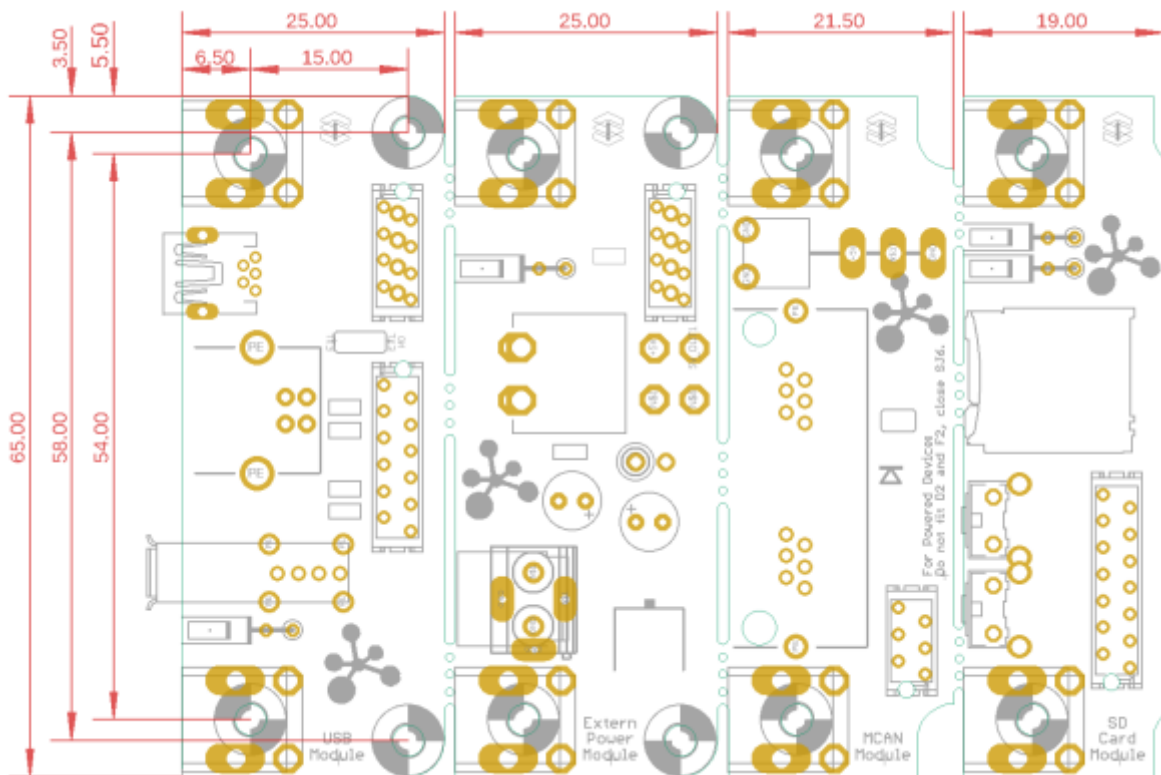 25.00
25.00
21.50
19.00
6.50
15.00
3.50
5.50
65.00
58.00
54.00
PE
PE
For Powered Devices
Do not fit D2 and F2, close SJ6.
USB
Module
Extern
Power
Module
MCAN
Module
SD
Card
Module